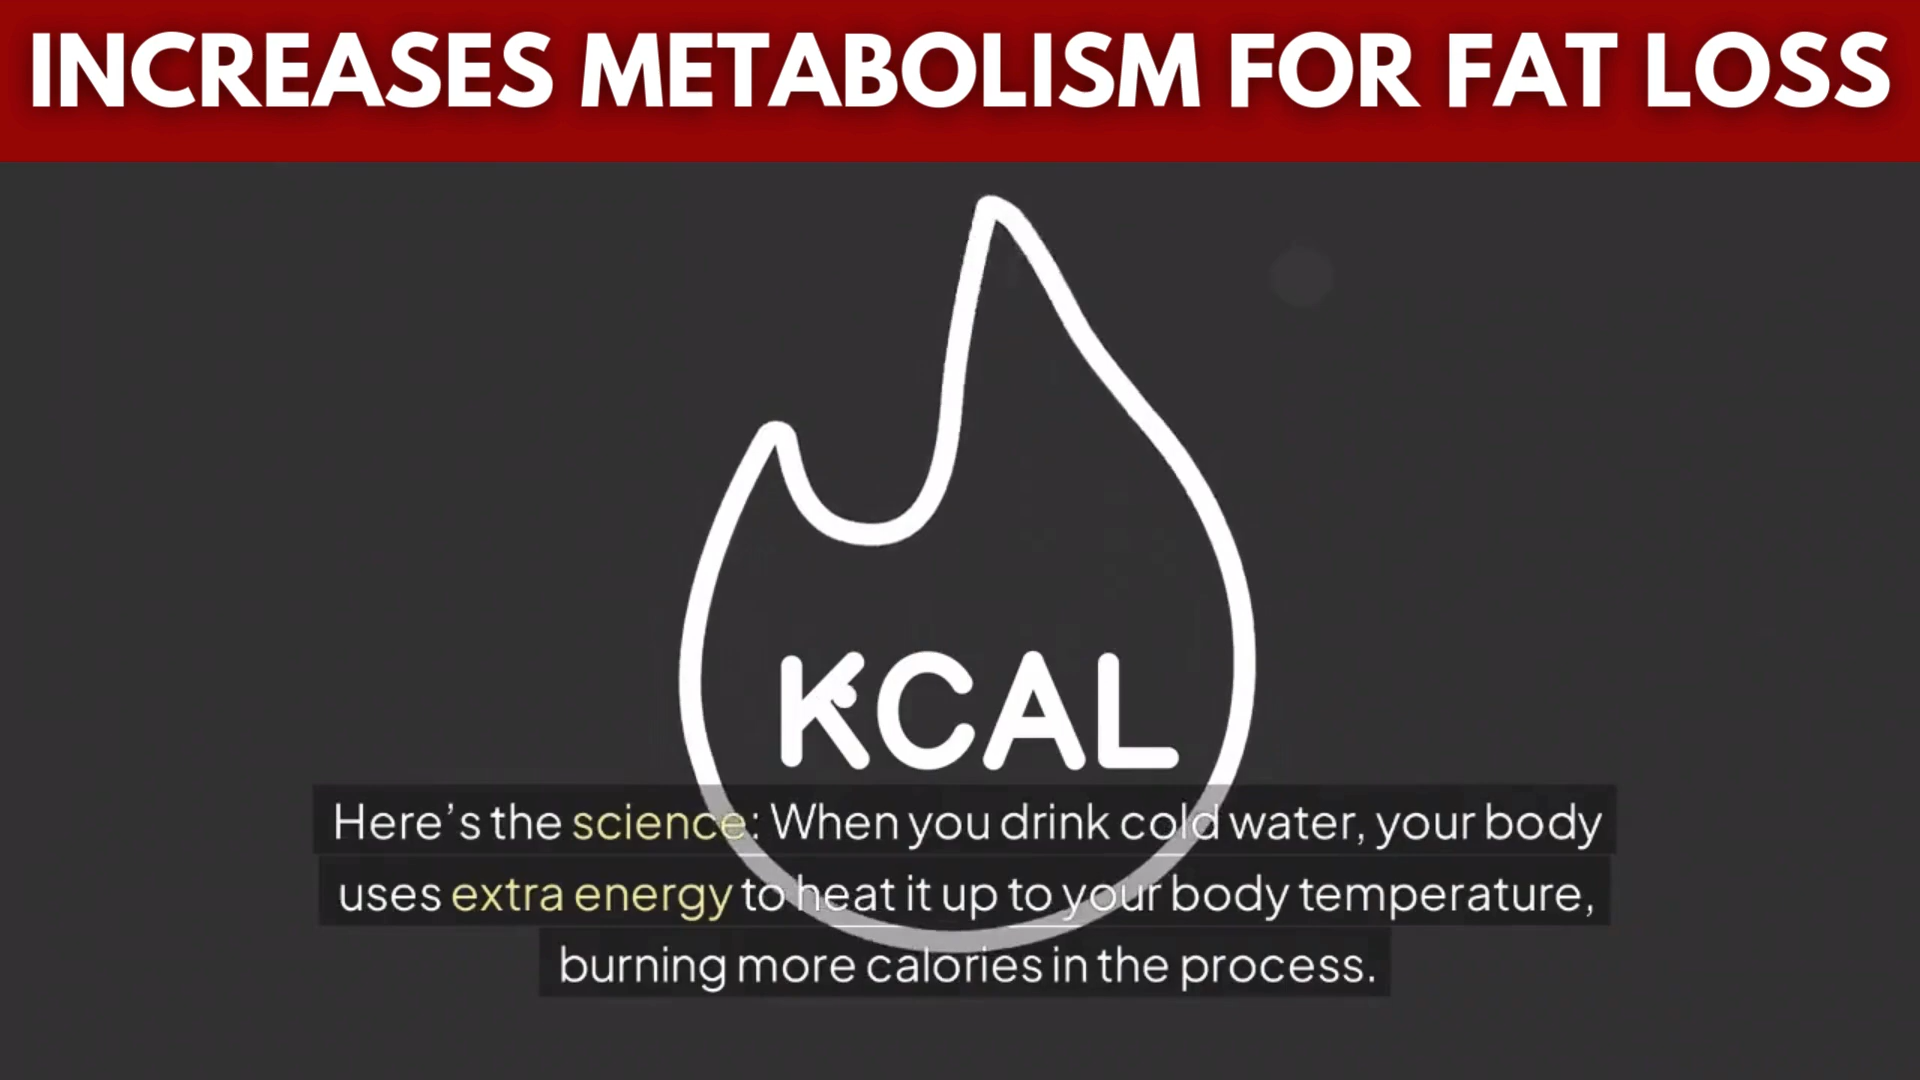 INCREASES METABOLISM FOR FAT LOSS
KCAL
Here's the science: When you drink cold water, your body
uses extra energy to heat it up to your body temperature,
burning more calories in the process.